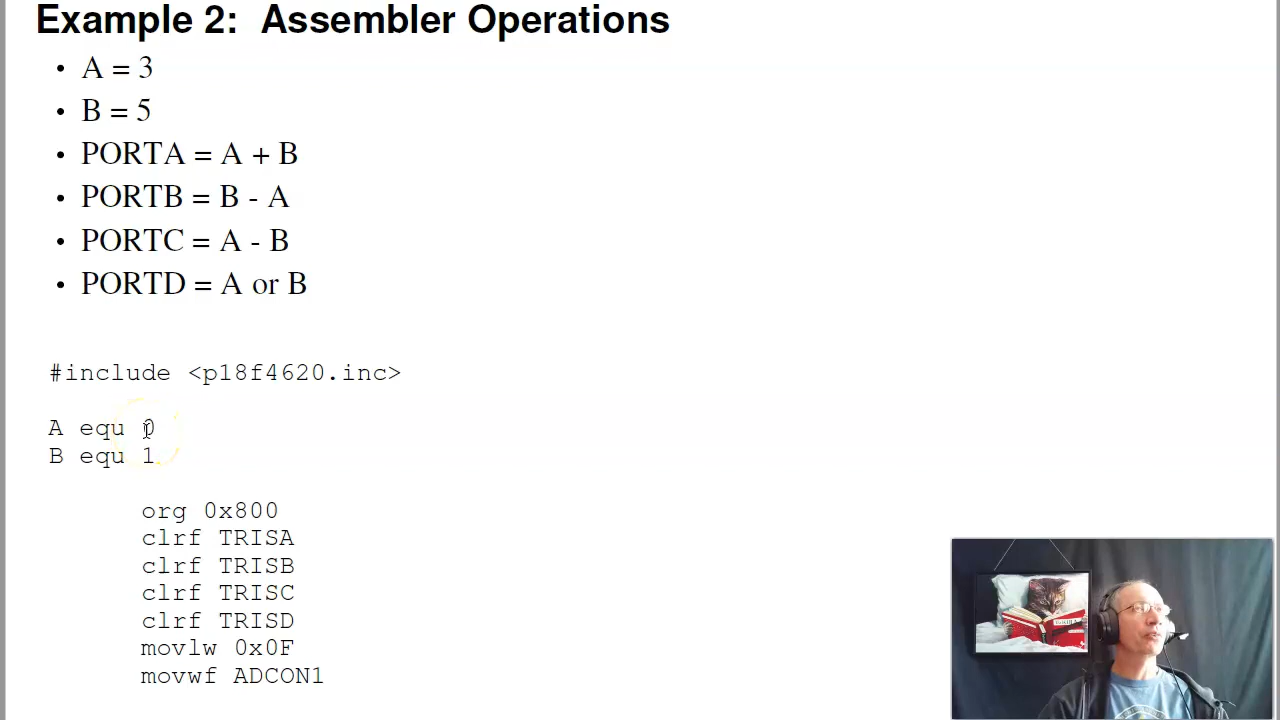 Example 2: Assembler Operations
• A = 3
• B = 5
• PORTA = A + B
• PORTB = B - A
• PORTC = A - B
• PORTD = A or B
#include <p18f4620.inc>
A equ 0
B equ 1
org 0x800
clrf TRISA
clrf TRISB
clrf TRISC
clrf TRISD
movlw 0x0F
movwf ADCON1